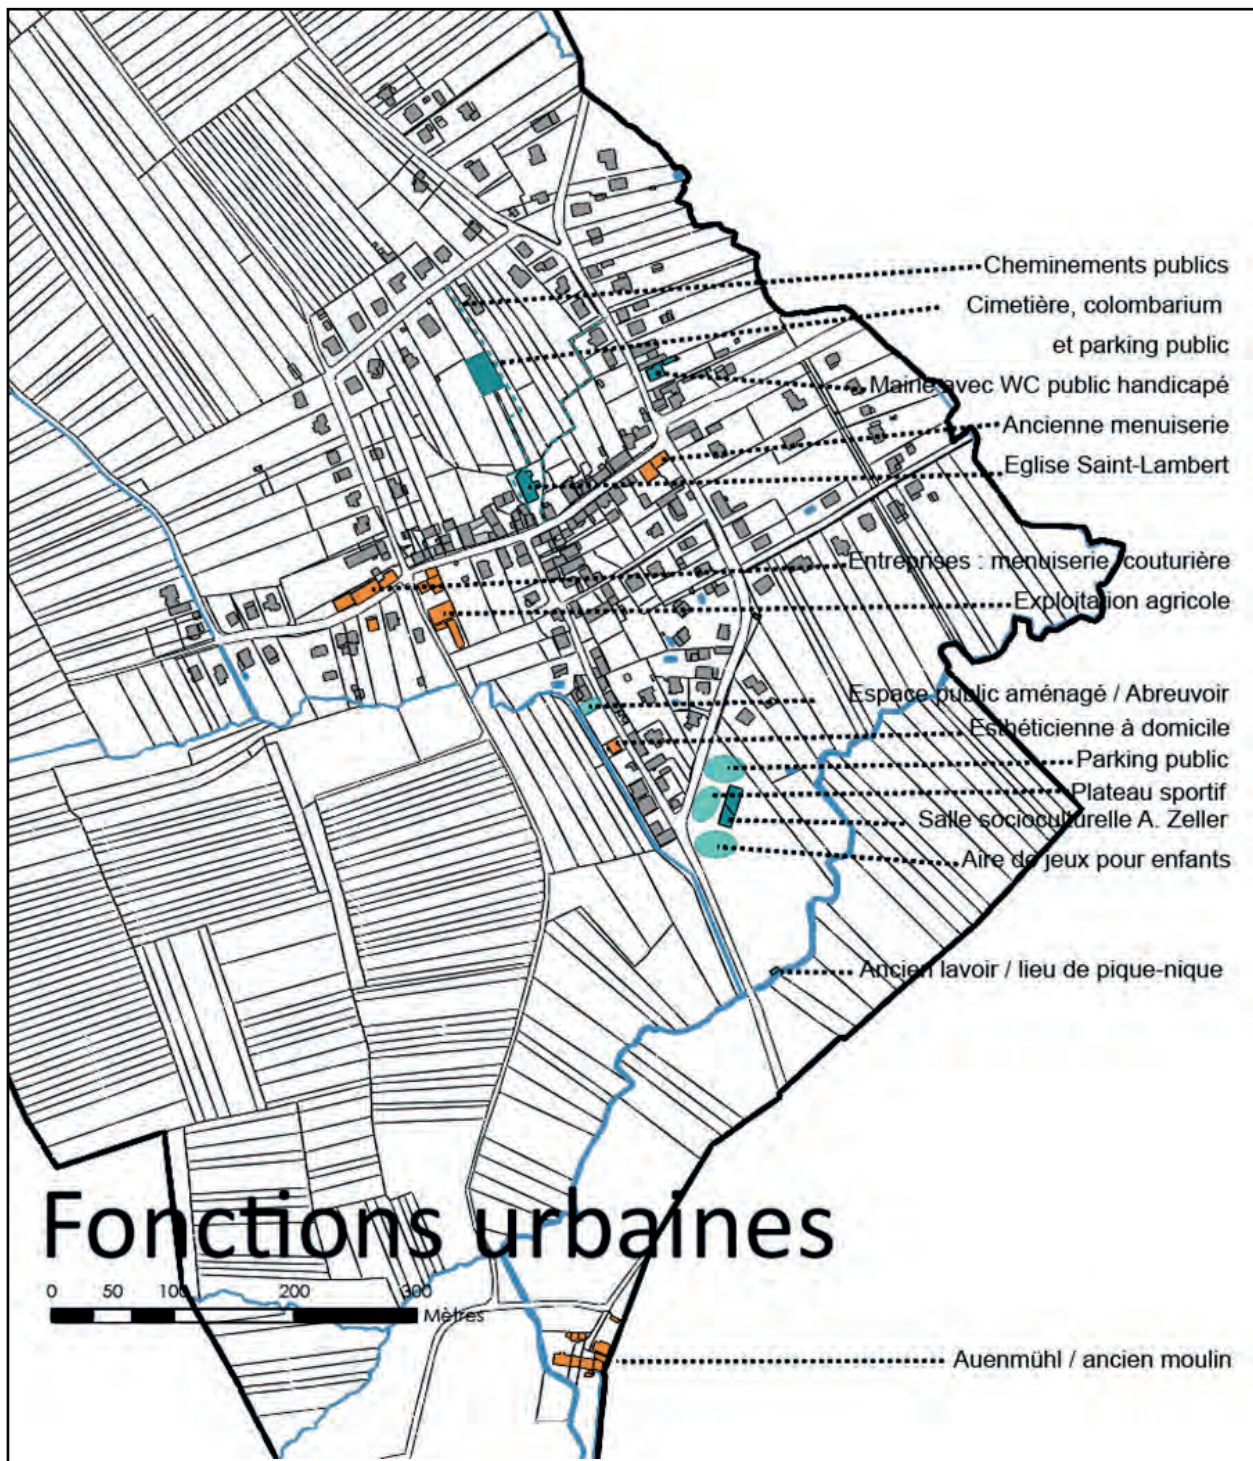 Cheminements publics
Cimetière, colombarium
et parking public
Mairie avec WC public handicapé
Ancienne menuiserie
Eglise Saint-Lambert
Entreprises : menuiserie, couturière
Exploitation agricole
Espace public aménagé / Abreuvoir
Esthéticienne à domicile
Parking public
Plateau sportif
Salle socioculturelle A. Zeller
Aire de jeux pour enfants
Ancien lavoir / lieu de pique-nique
Fonctions urbaines
0 50 100 200 300
Mètres
Auenmühl / ancien moulin